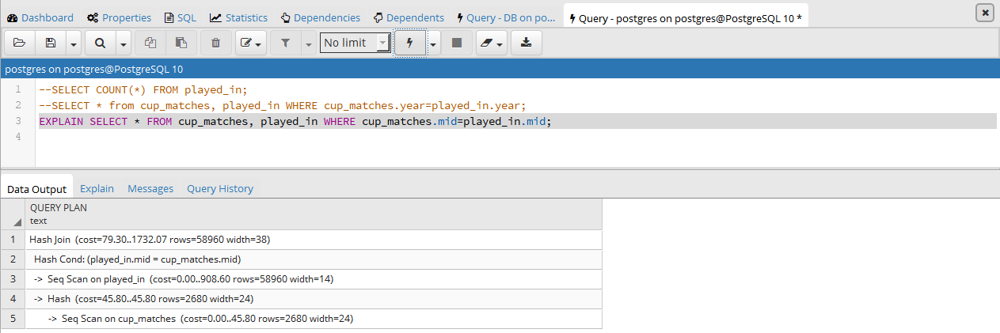 Dashboard Properties SQL Statistics Dependencies Dependents Query - DB on po... Query - postgres on postgres@PostgreSQL 10 *
No limit
postgres on postgres@PostgreSQL 10
1 --SELECT COUNT(*) FROM played_in;
2 --SELECT * from cup_matches, played_in WHERE cup_matches.year=played_in.year;
3 EXPLAIN SELECT * FROM cup_matches, played_in WHERE cup_matches.mid=played_in.mid;
4
Data Output Explain Messages Query History
QUERY PLAN
text
1 Hash Join (cost=79.30..1732.07 rows=58960 width=38)
2 Hash Cond: (played_in.mid = cup_matches.mid)
3 -> Seq Scan on played_in (cost=0.00..908.60 rows=58960 width=14)
4 -> Hash (cost=45.80..45.80 rows=2680 width=24)
5 -> Seq Scan on cup_matches (cost=0.00..45.80 rows=2680 width=24)